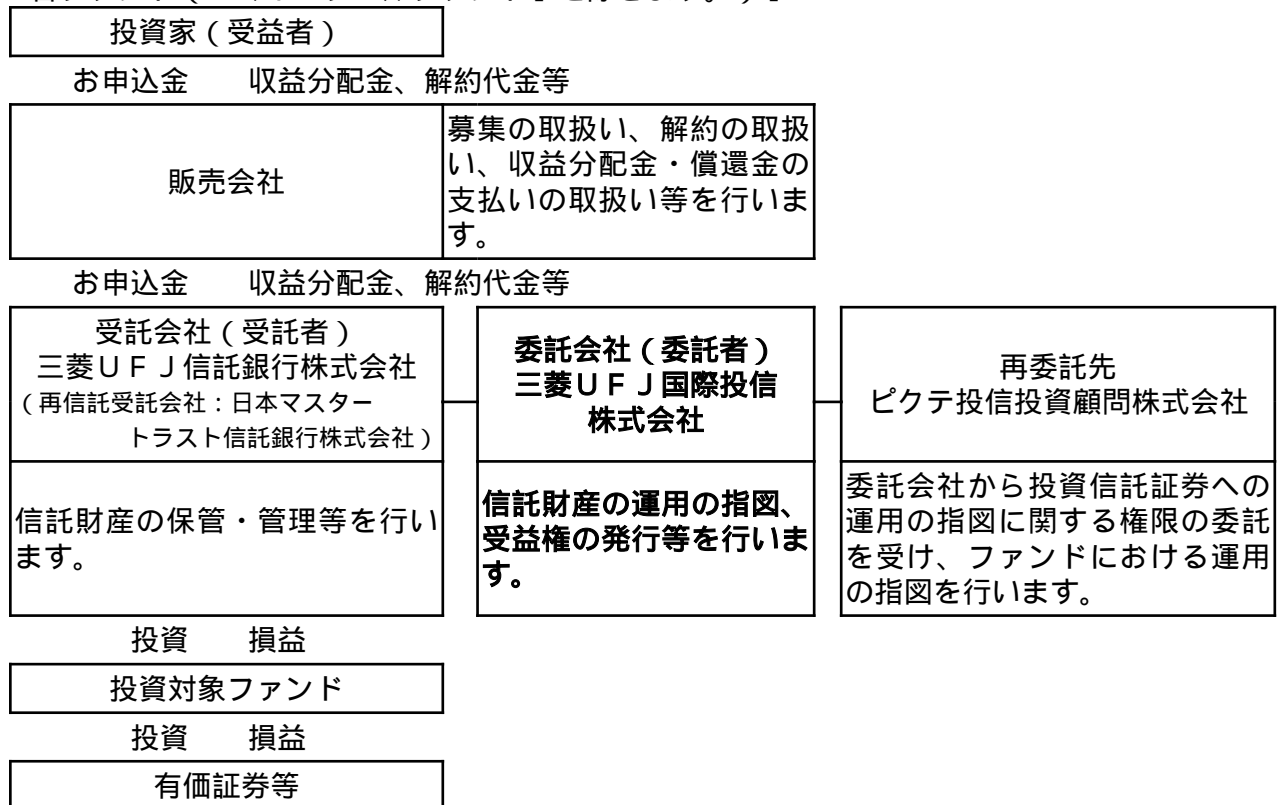 投資家(受益者)
お申込金　収益分配金、解約代金等
販売会社
募集の取扱い、解約の取扱
い、収益分配金・償還金の
支払いの取扱い等を行いま
す。
お申込金　収益分配金、解約代金等
受託会社(受託者)
三菱UFJ信託銀行株式会社
(再信託受託会社:日本マスター
トラスト信託銀行株式会社)
委託会社(委託者)
三菱UFJ国際投信
株式会社
再委託先
ピクテ投信投資顧問株式会社
信託財産の保管・管理等を行い
ます。
信託財産の運用の指図、
受益権の発行等を行いま
す。
委託会社から投資信託証券への
運用の指図に関する権限の委託
を受け、ファンドにおける運用
の指図を行います。
投資　損益
投資対象ファンド
投資　損益
有価証券等